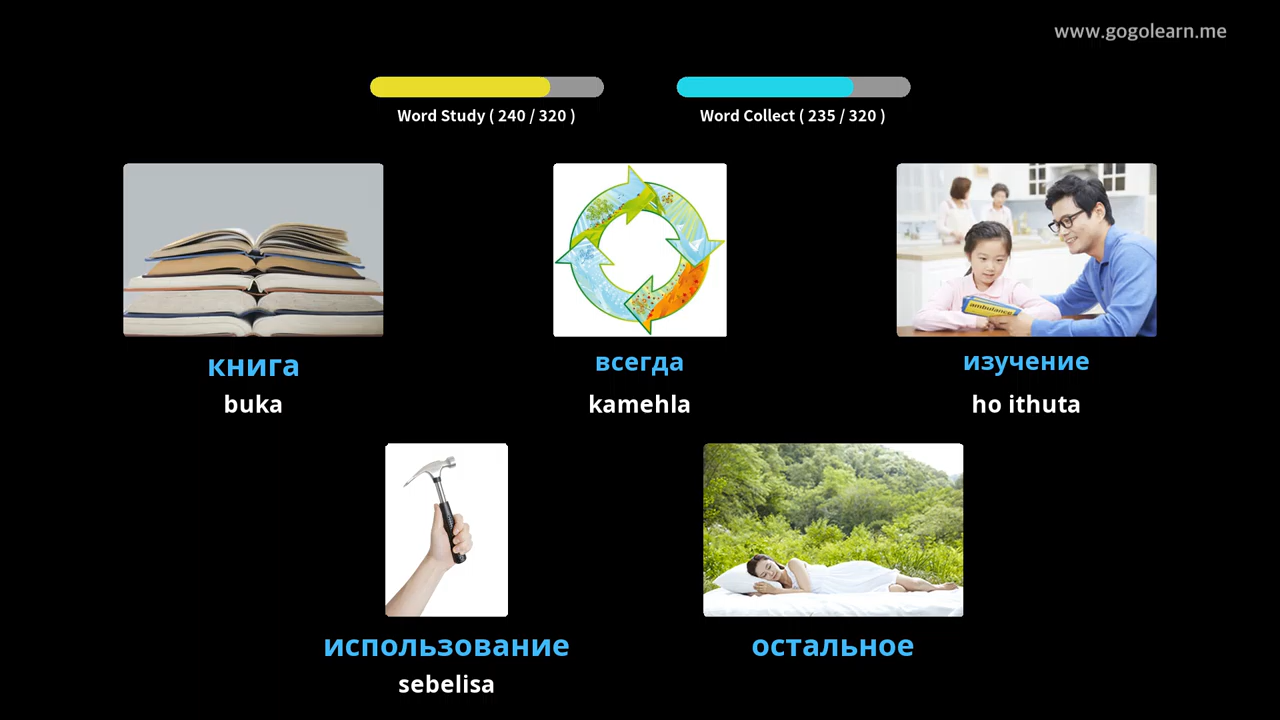 www.gogolearn.me
Word Study ( 240 / 320 )
Word Collect ( 235 / 320 )
ambulance
книга
buka
всегда
kamehla
изучение
ho ithuta
использование
sebelisa
остальное